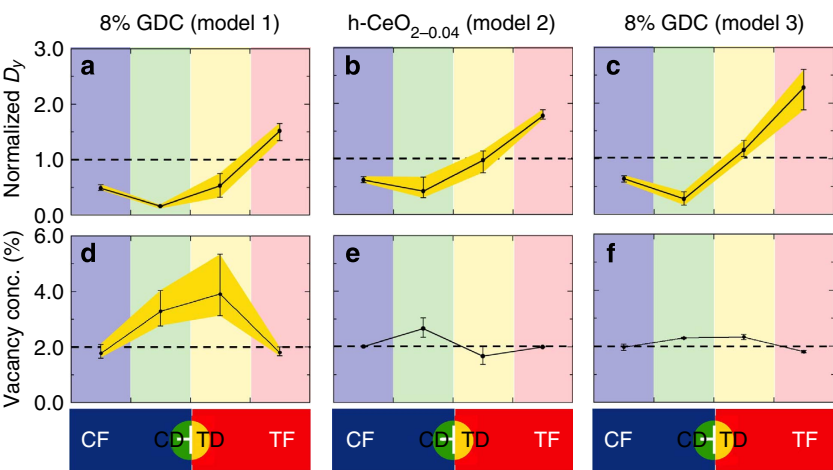 8% GDC (model 1)
h-CeO2–0.04 (model 2)
8% GDC (model 3)
Normalized Dy
3.0
2.0
1.0
0.0
a
b
c
Vacancy conc. (%)
6.0
4.0
2.0
0.0
d
e
f
CF CD TD TF
CF CD TD TF
CF CD TD TF